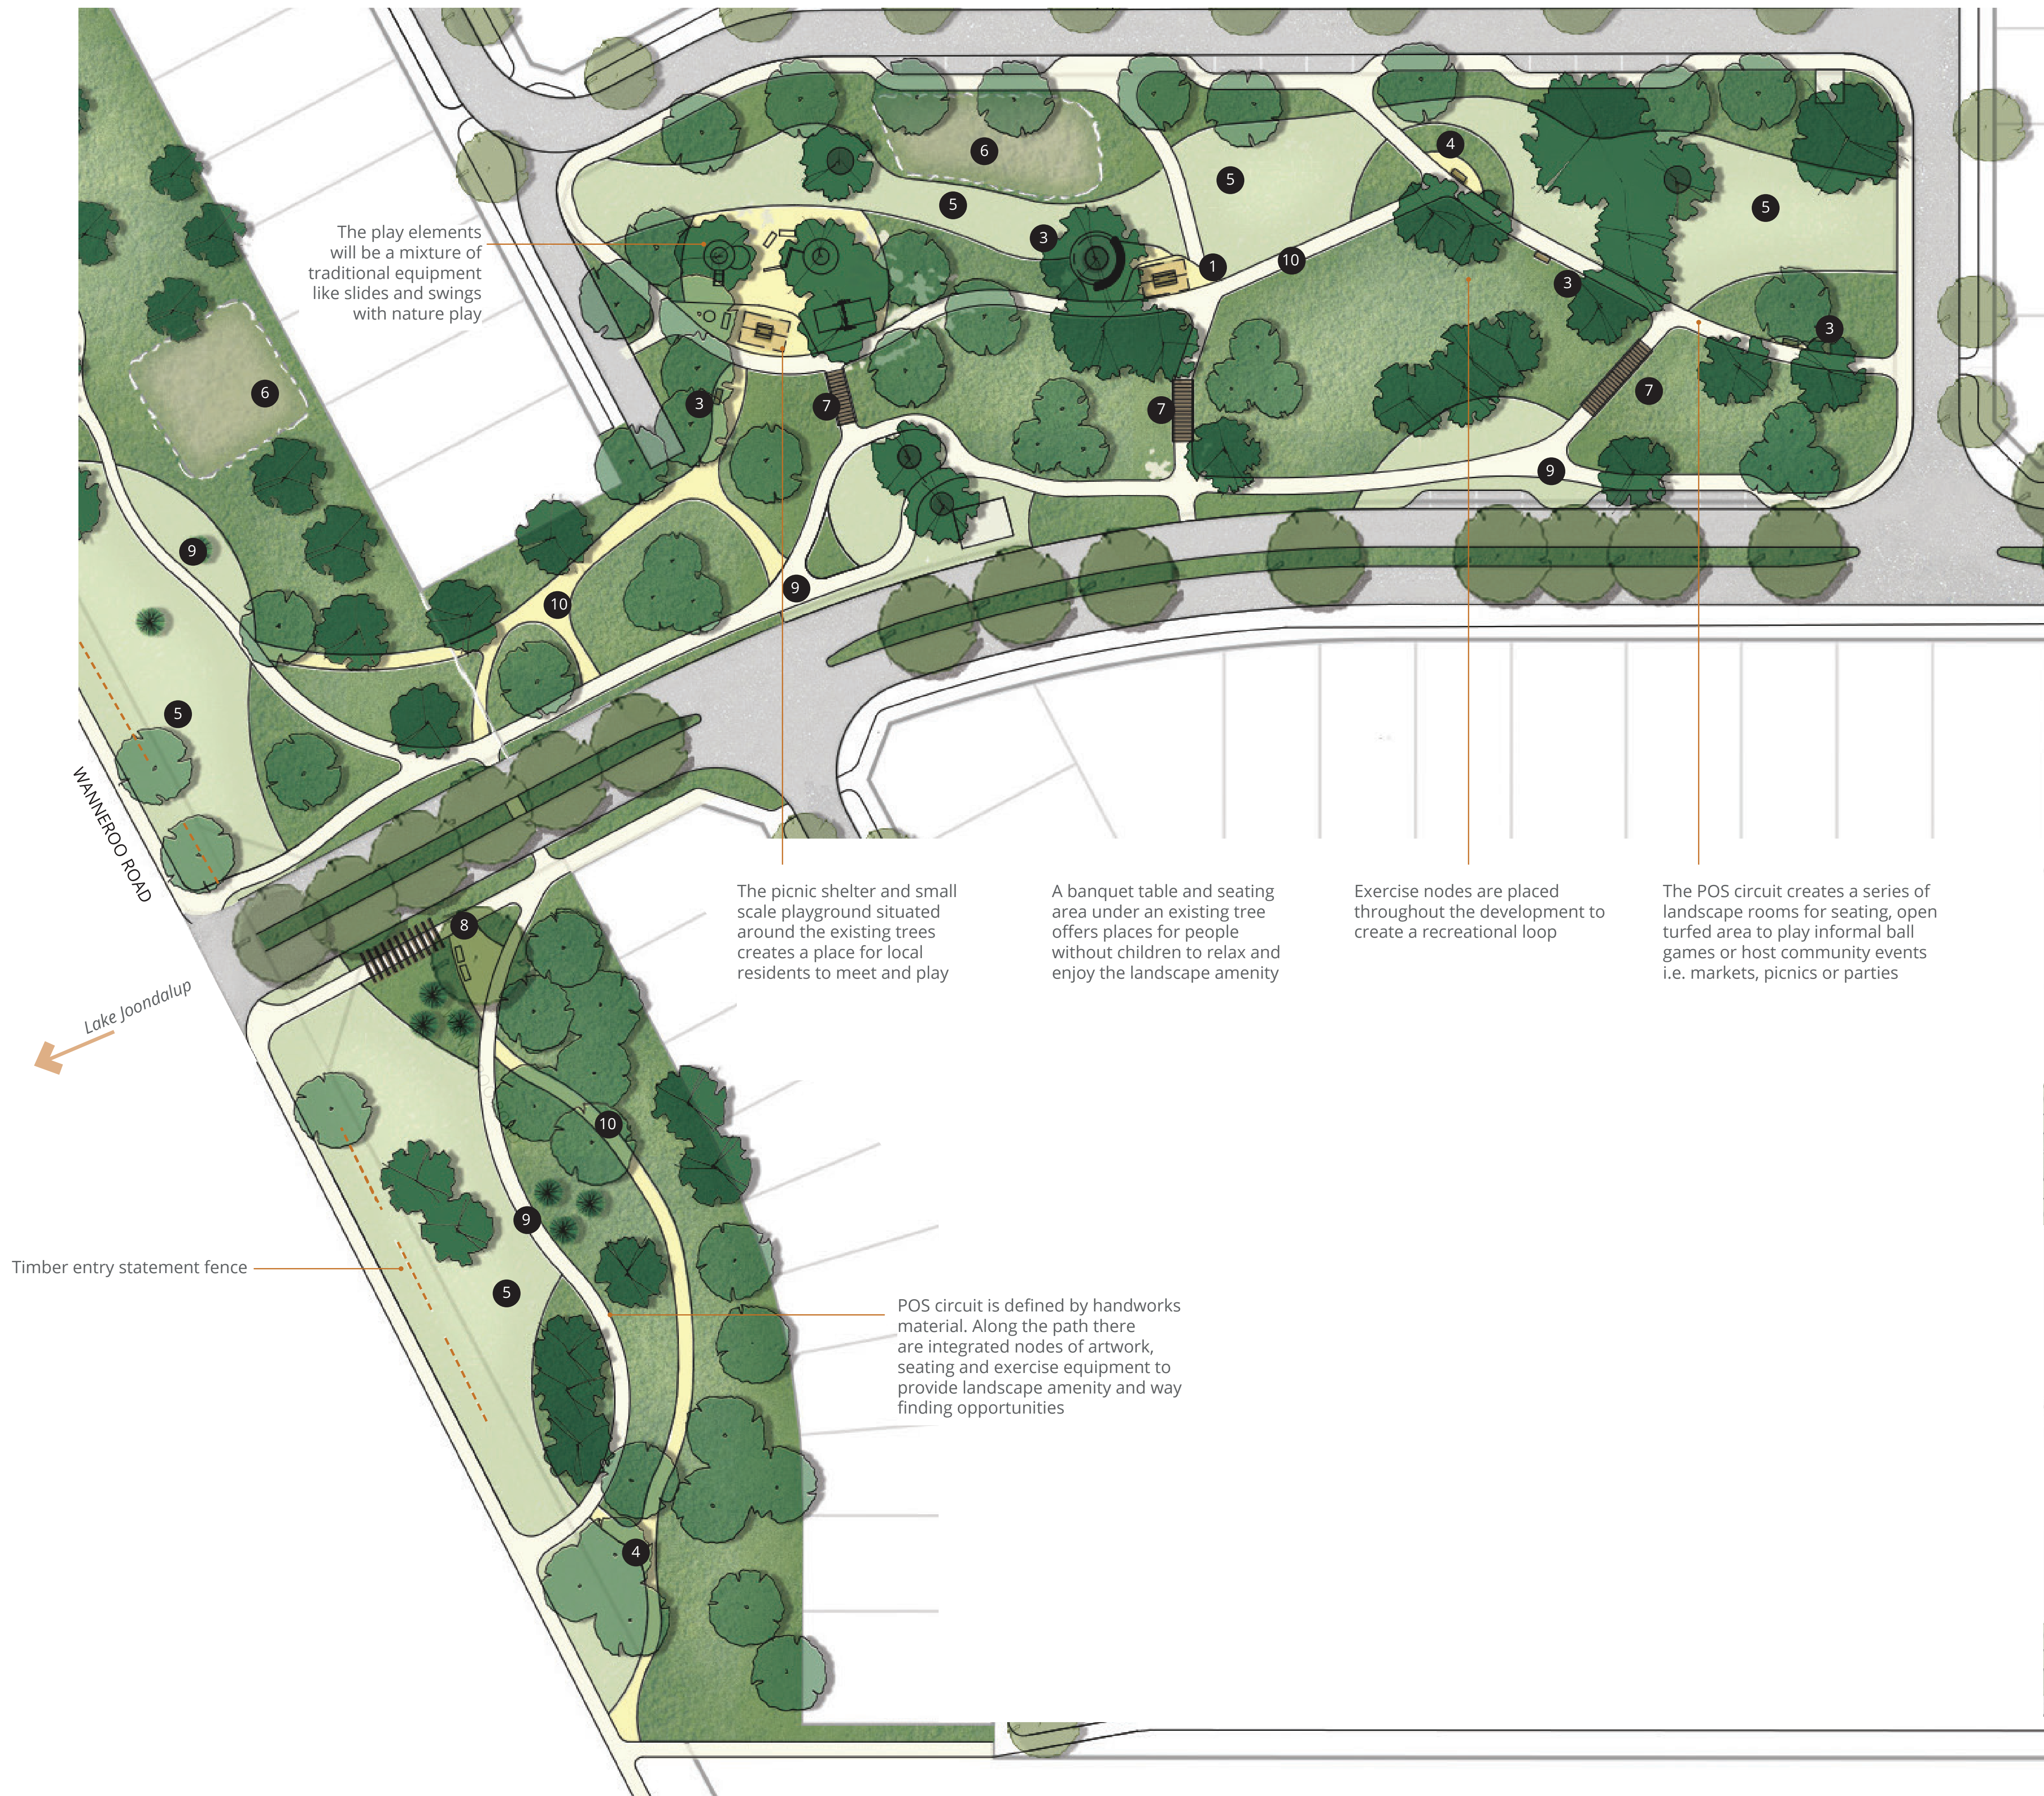 The play elements
will be a mixture of
traditional equipment
like slides and swings
with nature play
4
6
5
5
5
3
1
10
3
3
6
3
7
7
7
9
9
10
9
5
WANNEROO ROAD
The picnic shelter and small
scale playground situated
around the existing trees
creates a place for local
residents to meet and play
A banquet table and seating
area under an existing tree
offers places for people
without children to relax and
enjoy the landscape amenity
Exercise nodes are placed
throughout the development to
create a recreational loop
The POS circuit creates a series of
landscape rooms for seating, open
turfed area to play informal ball
games or host community events
i.e. markets, picnics or parties
8
Lake Joondalup
10
9
Timber entry statement fence
5
POS circuit is defined by handworks
material. Along the path there
are integrated nodes of artwork,
seating and exercise equipment to
provide landscape amenity and way
finding opportunities
4